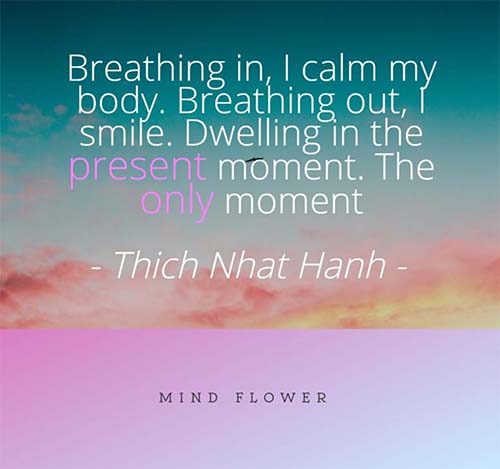 Breathing in, I calm my
body. Breathing out, I
smile. Dwelling in the
present moment. The
only moment
- Thich Nhat Hanh -
MIND FLOWER